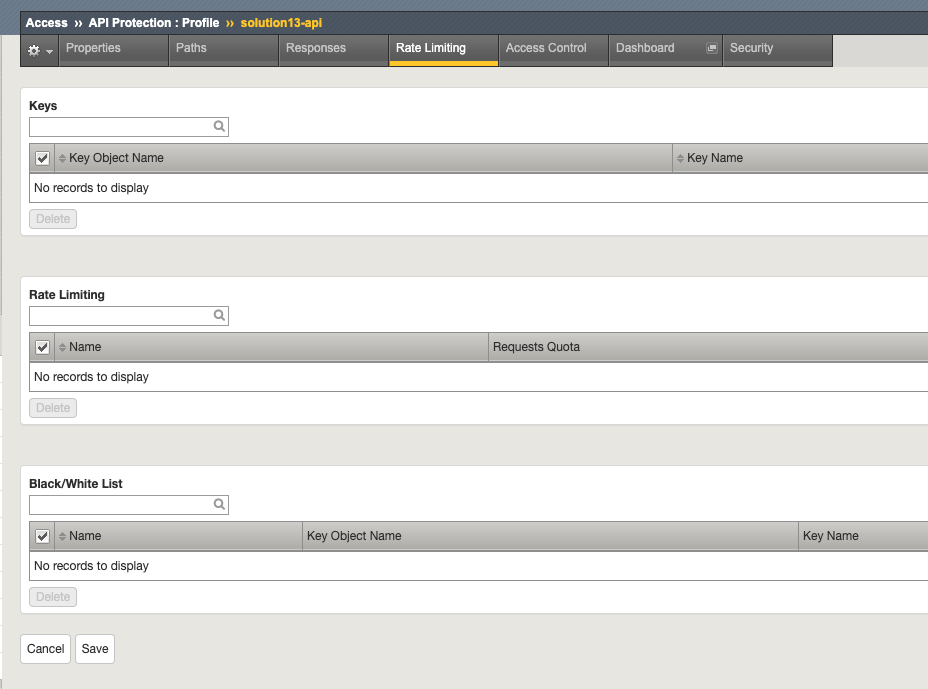 Access ›› API Protection : Profile ›› solution13-api
Properties Paths Responses Rate Limiting Access Control Dashboard Security
Keys
Key Object Name Key Name
No records to display
Delete
Rate Limiting
Name Requests Quota
No records to display
Delete
Black/White List
Name Key Object Name Key Name
No records to display
Delete
Cancel Save